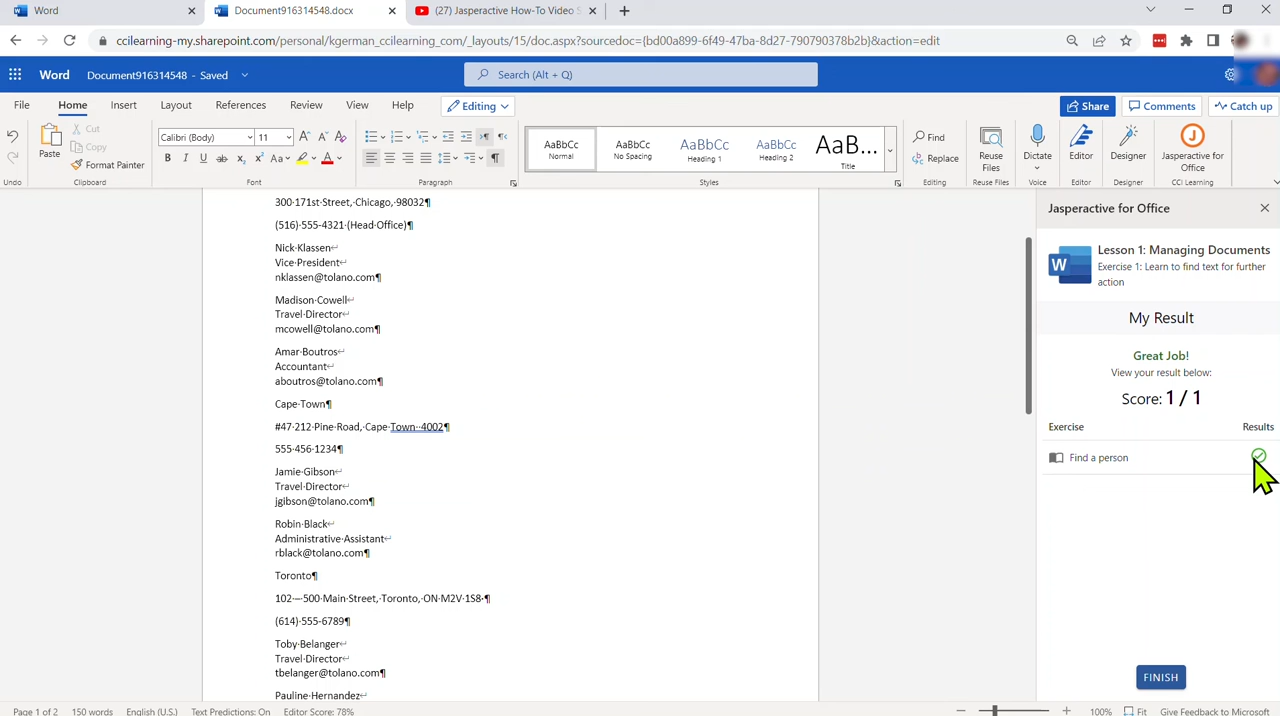 Word
Document916314548.docx
(27) Jasperactive How-To Video S
ccilearning-my.sharepoint.com/personal/kgerman_ccilearning_com/_layouts/15/doc.aspx?sourcedoc={bd00a899-6f49-47ba-8d27-790790378b2b}&action=edit
Word Document916314548 - Saved Search (Alt + Q)
File Home Insert Layout References Review View Help Editing Share Comments Catch up
Paste Cut Copy Format Painter
Calibri (Body) 11
AaBbCc Normal
AaBbCc No Spacing
AaBbCc Heading 1
AaBbCc Heading 2
AaB... Title
Find
Replace
Reuse Files
Dictate
Editor
Designer
Jasperactive for Office
Undo Clipboard Font Paragraph Styles Editing Reuse Files Voice Editor Designer CCI Learning
300·171st·Street,·Chicago,·98032¶
(516)·555-4321·(Head·Office)¶
Nick·Klassen↵
Vice·President↵
nklassen@tolano.com¶
Madison·Cowell↵
Travel·Director↵
mcowell@tolano.com¶
Amar·Boutros↵
Accountant↵
aboutros@tolano.com¶
Cape·Town¶
#47·212·Pine·Road,·Cape·Town··4002¶
555·456·1234¶
Jamie·Gibson↵
Travel·Director↵
jgibson@tolano.com¶
Robin·Black↵
Administrative·Assistant↵
rblack@tolano.com¶
Toronto¶
102·–·500·Main·Street,·Toronto,·ON·M2V·1S8·¶
(614)·555-6789¶
Toby·Belanger↵
Travel·Director↵
tbelanger@tolano.com¶
Pauline·Hernandez↵
Jasperactive for Office
Lesson 1: Managing Documents
Exercise 1: Learn to find text for further
action
My Result
Great Job!
View your result below:
Score: 1 / 1
Exercise Results
Find a person
FINISH
Page 1 of 2 150 words English (U.S.) Text Predictions: On Editor Score: 78% 100% Fit Give Feedback to Microsoft